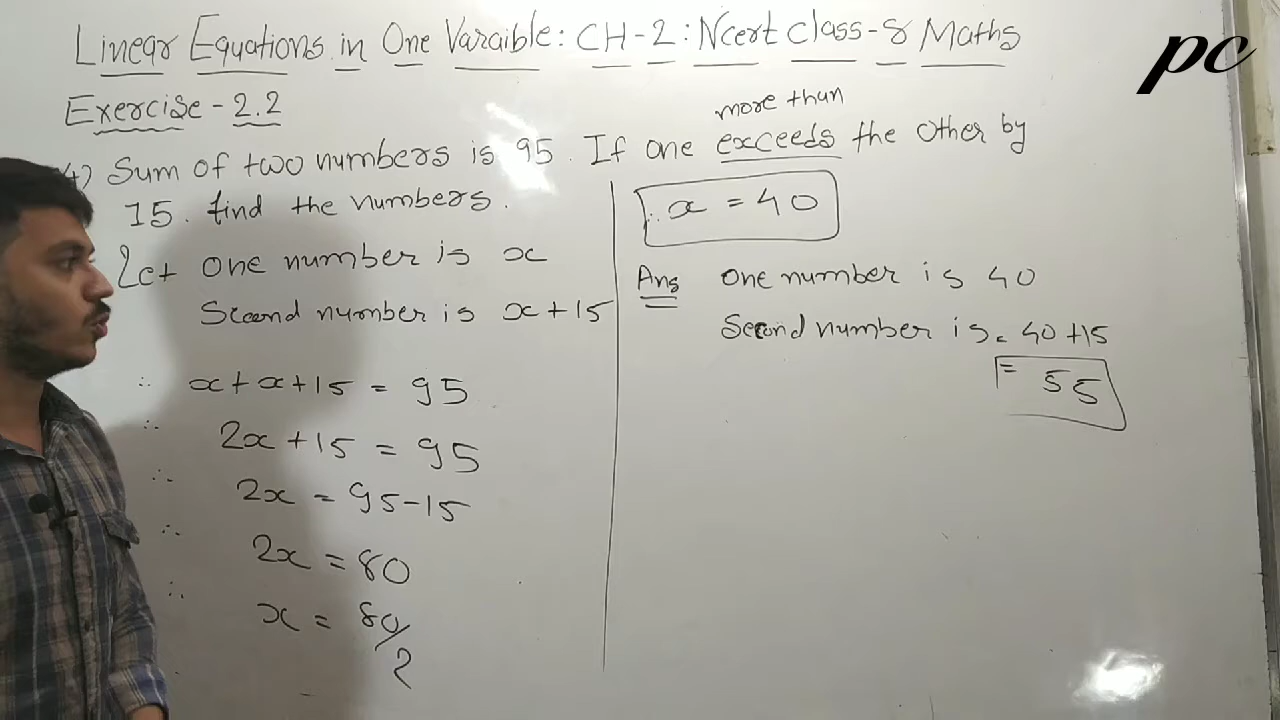 Linear Equations in One Varaible: CH-2: Ncert Class-8 Maths
pc
Exercise - 2.2
more than
4) Sum of two numbers is 95. If one exceeds the other by
15. find the numbers.
Let one number is x
Second number is x+15
∴ x+x+15 = 95
∴ 2x+15 = 95
∴ 2x = 95-15
∴ 2x = 80
∴ x = 80/2
∴ x = 40
Ans one number is 40
Second number is = 40+15
= 55